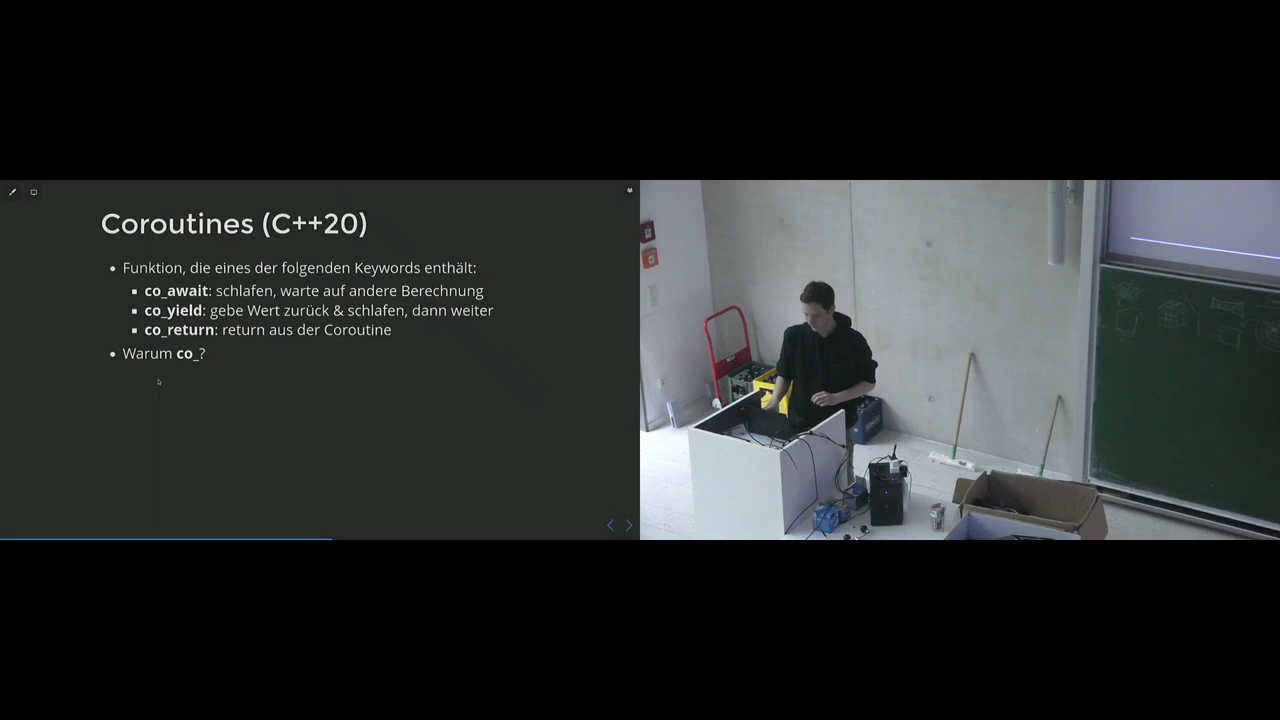 Coroutines (C++20)
Funktion, die eines der folgenden Keywords enthält:
co_await: schlafen, warte auf andere Berechnung
co_yield: gebe Wert zurück & schlafen, dann weiter
co_return: return aus der Coroutine
Warum co_?